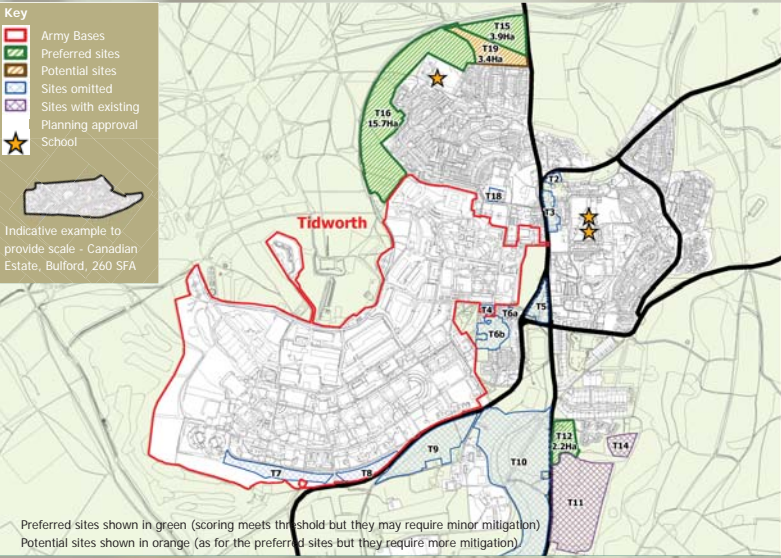 Key
Army Bases
Preferred sites
Potential sites
Sites omitted
Sites with existing
Planning approval
School
Indicative example to
provide scale - Canadian
Estate, Bulford, 260 SFA
T15
3.9Ha
T19
3.4Ha
T16
15.7Ha
T2
T18
T3
Tidworth
T4
T6a
T5
T6b
T12
2.2Ha
T14
T9
T10
T7
T8
T11
Preferred sites shown in green (scoring meets threshold but they may require minor mitigation)
Potential sites shown in orange (as for the preferred sites but they require more mitigation)